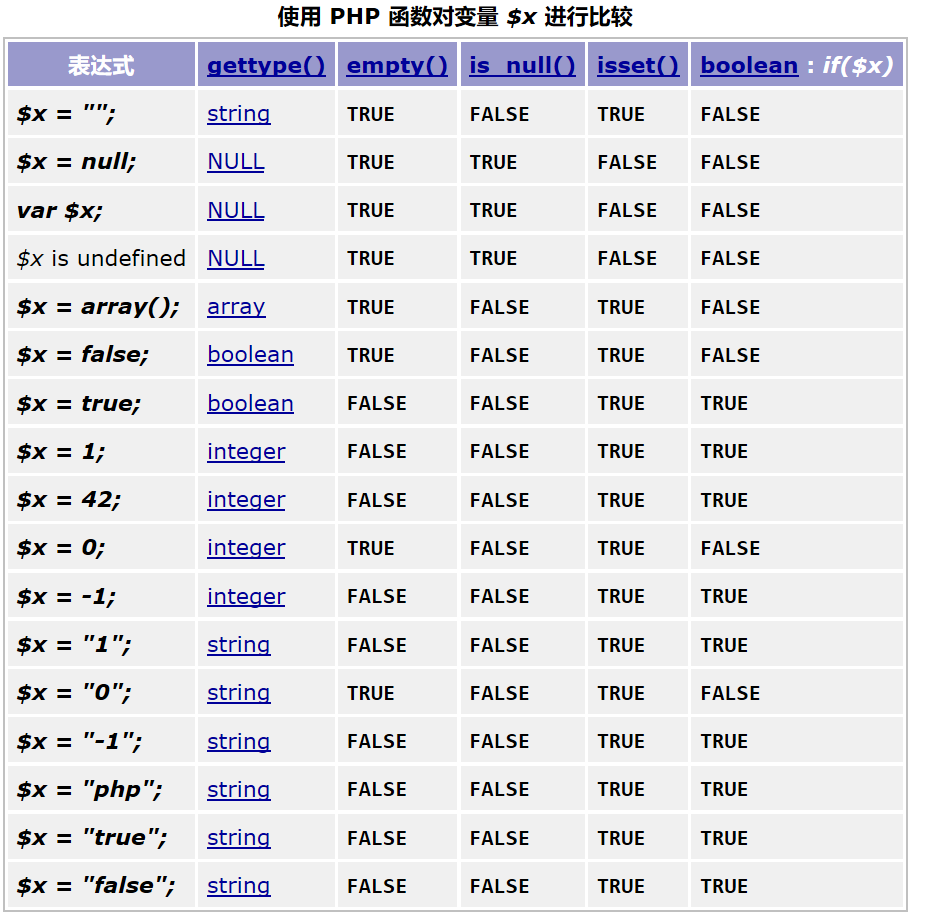 使用 PHP 函数对变量 $x 进行比较
表达式 gettype() empty() is_null() isset() boolean : if($x)
$x = ""; string TRUE FALSE TRUE FALSE
$x = null; NULL TRUE TRUE FALSE FALSE
var $x; NULL TRUE TRUE FALSE FALSE
$x is undefined NULL TRUE TRUE FALSE FALSE
$x = array(); array TRUE FALSE TRUE FALSE
$x = false; boolean TRUE FALSE TRUE FALSE
$x = true; boolean FALSE FALSE TRUE TRUE
$x = 1; integer FALSE FALSE TRUE TRUE
$x = 42; integer FALSE FALSE TRUE TRUE
$x = 0; integer TRUE FALSE TRUE FALSE
$x = -1; integer FALSE FALSE TRUE TRUE
$x = "1"; string FALSE FALSE TRUE TRUE
$x = "0"; string TRUE FALSE TRUE FALSE
$x = "-1"; string FALSE FALSE TRUE TRUE
$x = "php"; string FALSE FALSE TRUE TRUE
$x = "true"; string FALSE FALSE TRUE TRUE
$x = "false"; string FALSE FALSE TRUE TRUE